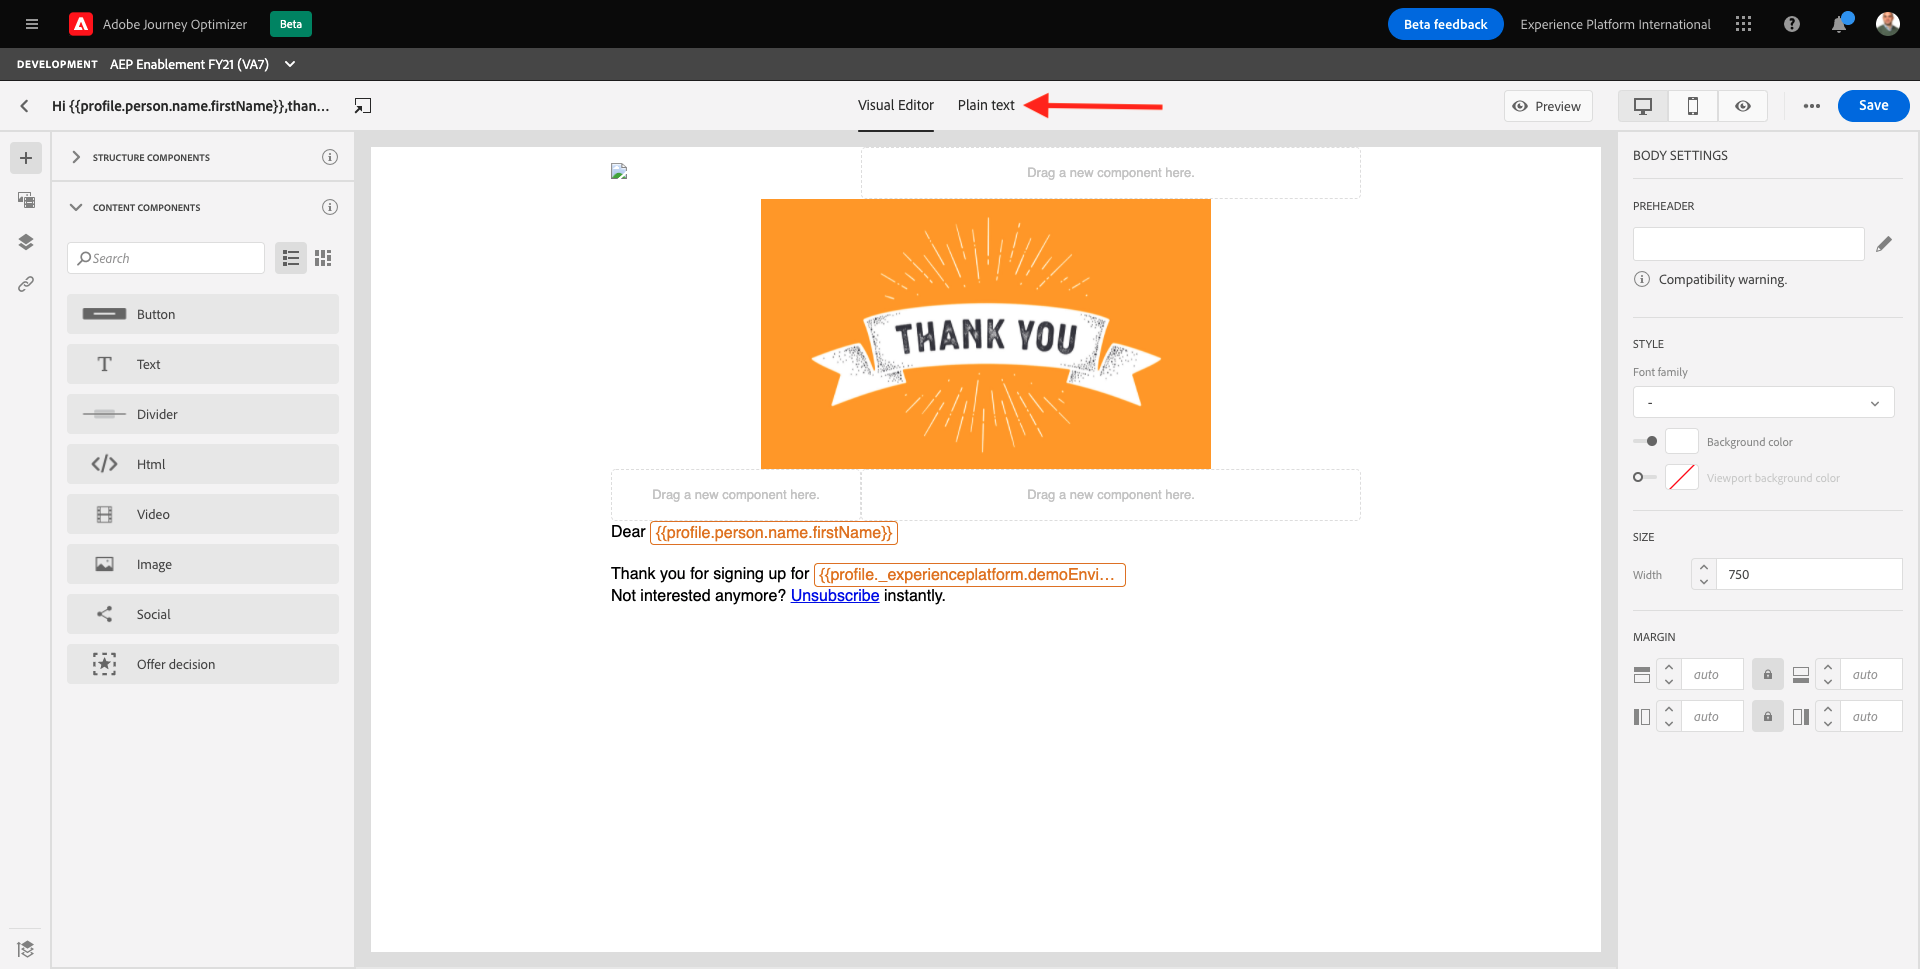 Adobe Journey Optimizer
Beta
Beta feedback
Experience Platform International
DEVELOPMENT
AEP Enablement FY21 (VA7)
Hi {{profile.person.name.firstName}},than...
Visual Editor
Plain text
Preview
Save
STRUCTURE COMPONENTS
CONTENT COMPONENTS
Search
Button
Text
Divider
Html
Video
Image
Social
Offer decision
Drag a new component here.
THANK YOU
Drag a new component here.
Drag a new component here.
Dear {{profile.person.name.firstName}}
Thank you for signing up for {{profile._experienceplatform.demoEnvi...
Not interested anymore? Unsubscribe instantly.
BODY SETTINGS
PREHEADER
Compatibility warning.
STYLE
Font family
-
Background color
Viewport background color
SIZE
Width
750
MARGIN
auto
auto
auto
auto